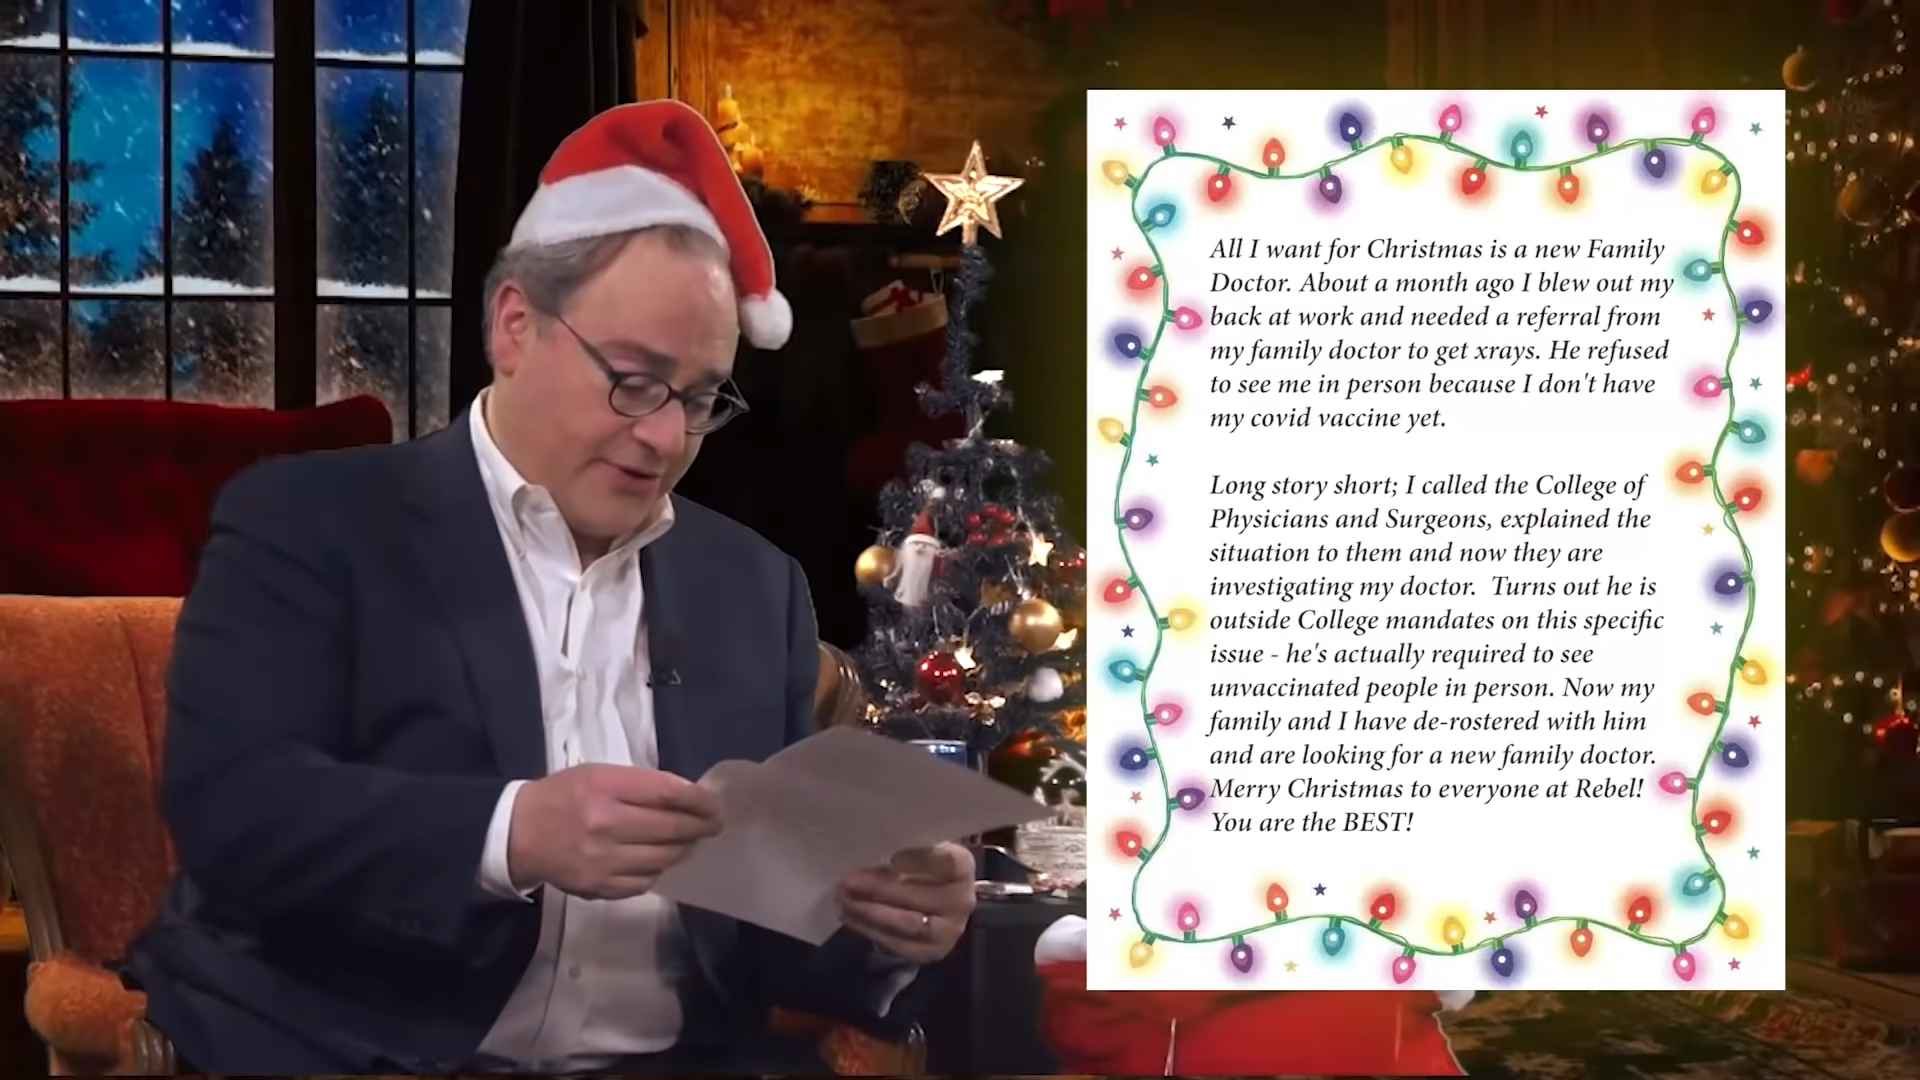 All I want for Christmas is a new Family
Doctor. About a month ago I blew out my
back at work and needed a referral from
my family doctor to get xrays. He refused
to see me in person because I don't have
my covid vaccine yet.
Long story short; I called the College of
Physicians and Surgeons, explained the
situation to them and now they are
investigating my doctor.  Turns out he is
outside College mandates on this specific
issue - he's actually required to see
unvaccinated people in person. Now my
family and I have de-rostered with him
and are looking for a new family doctor.
Merry Christmas to everyone at Rebel!
You are the BEST!